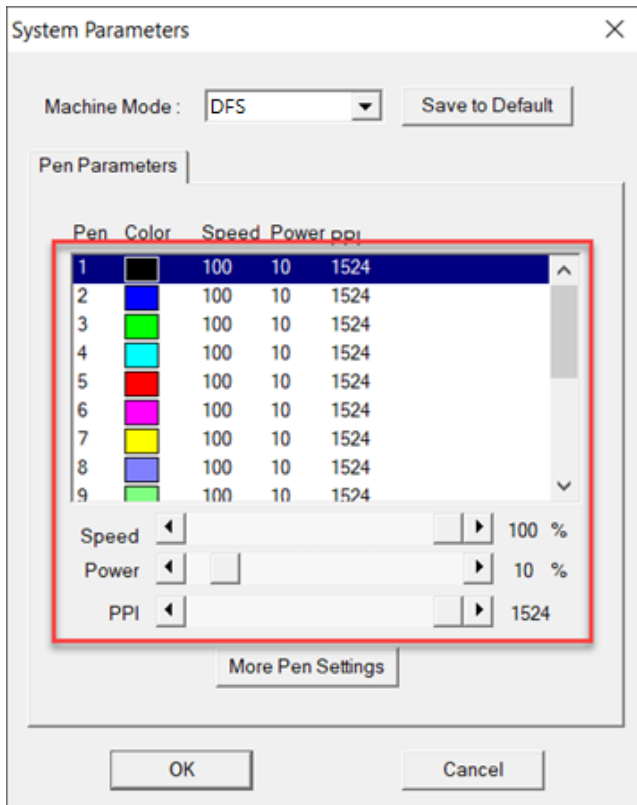 System Parameters
Machine Mode : DFS Save to Default
Pen Parameters
Pen Color Speed Power PPI
1 100 10 1524
2 100 10 1524
3 100 10 1524
4 100 10 1524
5 100 10 1524
6 100 10 1524
7 100 10 1524
8 100 10 1524
9 100 10 1524
Speed 100 %
Power 10 %
PPI 1524
More Pen Settings
OK Cancel